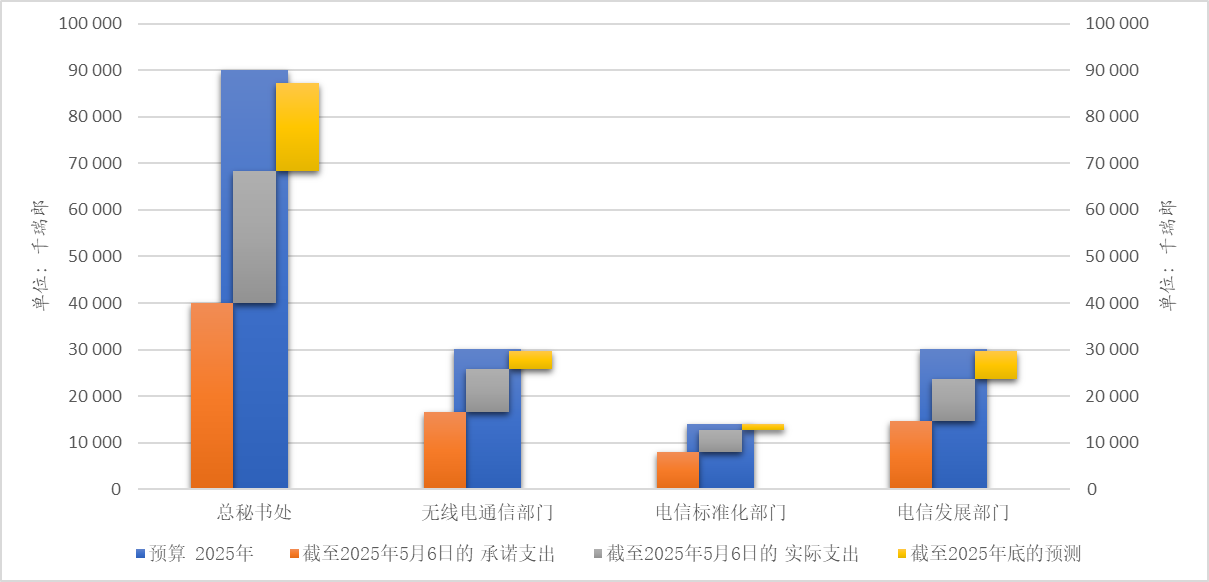 100 000
90 000
80 000
70 000
60 000
50 000
40 000
30 000
20 000
10 000
0
单位：千瑞郎
100 000
90 000
80 000
70 000
60 000
50 000
40 000
30 000
20 000
10 000
0
单位：千瑞郎
总秘书处
无线电通信部门
电信标准化部门
电信发展部门
预算 2025年
截至2025年5月6日的 承诺支出
截至2025年5月6日的 实际支出
截至2025年底的预测